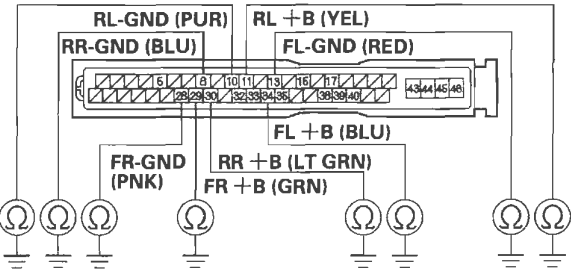 RL-GND (PUR) RL +B (YEL)
RR-GND (BLU) FL-GND (RED)
5 8 10 11 13 16 17
28 29 30 32 33 34 35 38 39 40 43 44 45 46
FL +B (BLU)
FR-GND RR +B (LT GRN)
(PNK) FR +B (GRN)
Ω Ω Ω Ω Ω Ω Ω Ω